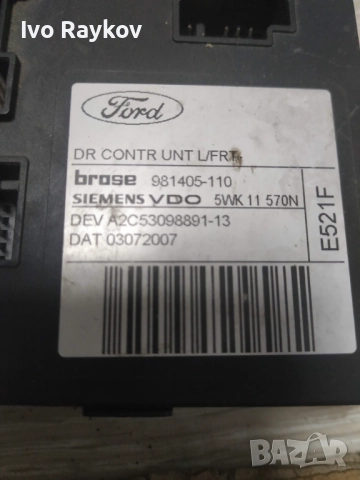 Ivo Raykov
Ford
DR CONTR UNT L/FRT
brose 981405-110
SIEMENS VDO 5WK 11 570N
DEV A2C53098891-13
DAT 03072007
E521F
BAZAR